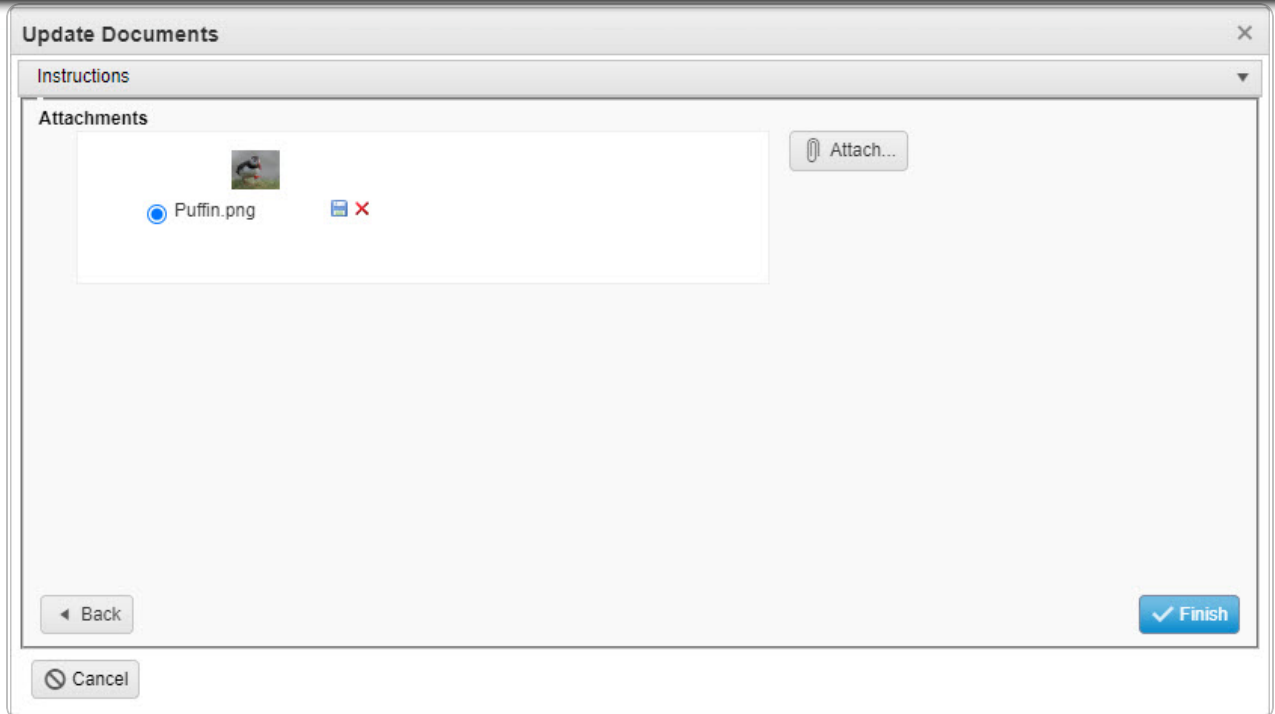 Update Documents
Instructions
Attachments
Attach...
Puffin.png
Back
Finish
Cancel